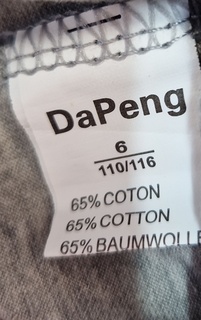 DaPeng
6
110/116
65% COTON
65% COTTON
65% BAUMWOLLE